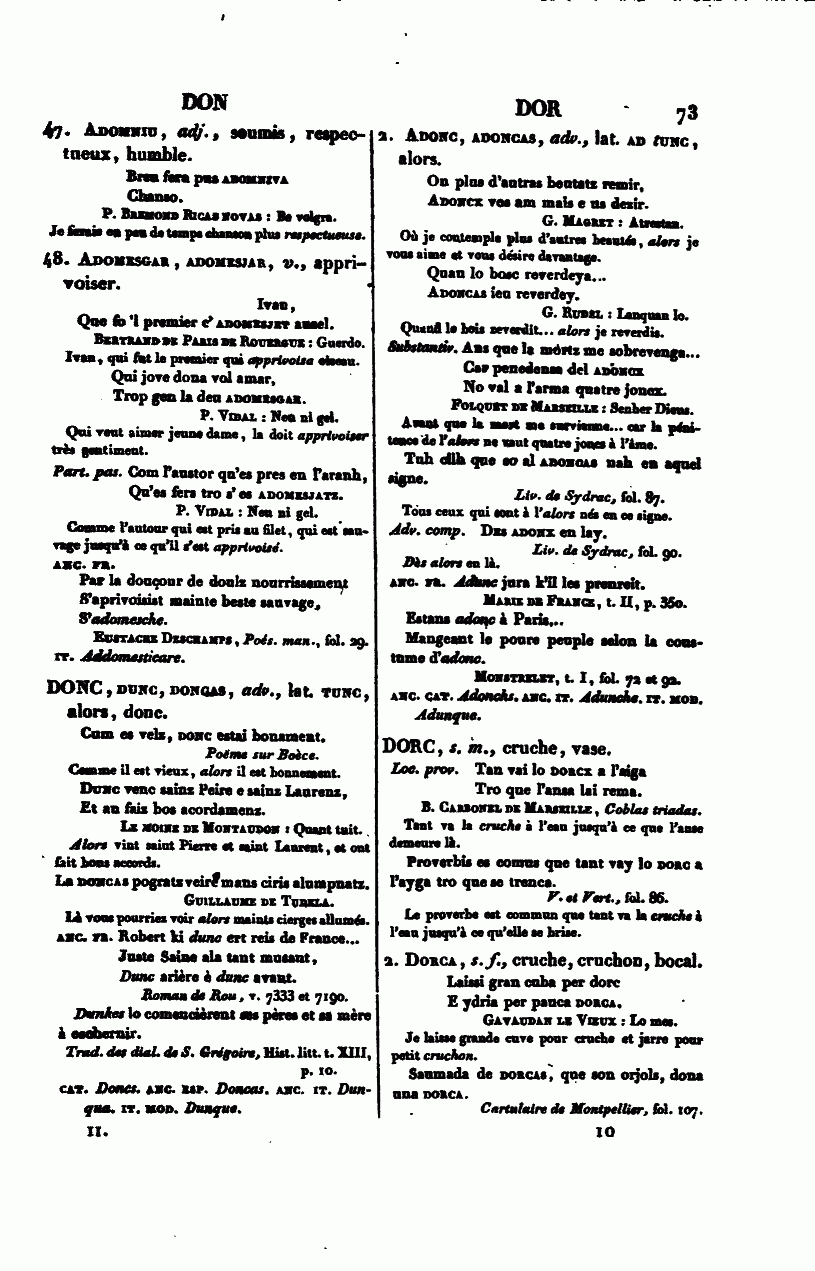 DON
47. ADOMNIU, adj., soumis, respec-
tueux, humble.
Breu fera pus ADOMNIVA
Chanso.
P. BREMOND RICAS NOVAS : Be volgra.
Je ferais en peu de temps chanson plus respectueuse.
48. ADOMESGAR, ADOMESJAR, v., appri-
voiser.
Ivan,
Que fo 'l premier c' ADOMESJET ausel.
BERTRAND DE PARIS DE ROUERGUE : Guordo.
Ivan, qui fut le premier qui apprivoisa oiseau.
Qui jove dona vol amar,
Trop gen la deu ADOMESGAR.
P. VIDAL : Neu ni gel.
Qui veut aimer jeune dame, la doit apprivoiser
très gentiment.
Part. pas. Com l'austor qu'es pres en l'aranh,
Qu'es fers tro s' es ADOMESJATZ.
P. VIDAL : Neu ni gel.
Comme l'autour qui est pris au filet, qui est sau-
vage jusqu'à ce qu'il s'est apprivoisé.
ANC. FR.
Par la douçour de doulz nourrissement
S'aprivoisist mainte beste sauvage,
S'adomesche.
EUSTACHE DESCHAMPS, Poés. man., fol. 29.
IT. Addomesticare.
DONC, DUNC, DONCAS, adv., lat. TUNC,
alors, donc.
Cum es velz, DONC estai bonament.
Poëme sur Boèce.
Comme il est vieux, alors il est bonnement.
DUNC venc sainz Peire e sainz Laurenz,
Et an faiz bos acordamenz.
LE MOINE DE MONTAUDON : Quant tuit.
Alors vint saint Pierre et saint Laurent, et ont
fait bons accords.
La DONCAS pogratz veire mans ciris alumpnatz.
GUILLAUME DE TUDELA.
Là vous pourriez voir alors maints cierges allumés.
ANC. FR. Robert ki dunc ert reis de France...
Juste Saine ala tant musant,
Dunc arière è dunc avant.
Roman de Rou, v. 7333 et 7190.
Dunkes lo comencièrent ses pères et sa mère
à escharnir.
Trad. des dial. de S. Grégoire, Hist. litt. t. XIII,
p. 10.
CAT. Doncs. ANC. ESP. Doncas. ANC. IT. Dun-
qua. IT. MOD. Dunque.
II.
DOR
73
2. ADONC, ADONCAS, adv., lat. AD TUNC,
alors.
On plus d'autras beutatz remir,
ADONCX vos am mais e us desir.
G. MAGRET : Atrestan.
Où je contemple plus d'autres beautés, alors je
vous aime et vous désire davantage.
Quan lo bosc reverdeya...
ADONCAS ieu reverdey.
G. RUDEL : Lanquan lo.
Quand le bois reverdit... alors je reverdis.
Substantiv. Ans que la mortz me sobrevenga...
Car penedensa del ADONCX
No val a l'arma quatre joncx.
FOLQUET DE MARSEILLE : Senher Dieus.
Avant que la mort me survienne... car la péni-
tence de l'alors ne vaut quatre joncs à l'âme.
Tuh cilh que so al ADONCAS nah en aquel
signe.
Liv. de Sydrac, fol. 87.
Tous ceux qui sont à l'alors nés en ce signe.
Adv. comp. DES ADONX en lay.
Liv. de Sydrac, fol. 90.
Dès alors en là.
ANC. FR. Adunc jura k'il les prenreit.
MARIE DE FRANCE, t. II, p. 350.
Estans adonc à Paris...
Mangeant le poure peuple selon la cous-
tume d'adonc.
MONSTRELET, t. I, fol. 72 et 92.
ANC. CAT. Adonchs. ANC. IT. Adunche. IT. MOD.
Adunque.
DORC, s. m., cruche, vase.
Loc. prov. Tan vai lo DORCX a l'aiga
Tro que l'ansa lai rema.
B. CARBONEL DE MARSEILLE, Coblas triadas.
Tant va la cruche à l'eau jusqu'à ce que l'anse
demeure là.
Proverbis es comus que tant vay lo DORC a
l'ayga tro que se trenca.
V. et Vert., fol. 86.
Le proverbe est commun que tant va la cruche à
l'eau jusqu'à ce qu'elle se brise.
2. DORCA, s. f., cruche, cruchon, bocal.
Laissi gran cuba per dorc
E ydria per pauca DORCA.
GAVAUDAN LE VIEUX : Lo mes.
Je laisse grande cuve pour cruche et jarre pour
petit cruchon.
Saumada de DORCAS, que son orjols, dona
una DORCA.
Cartulaire de Montpellier, fol. 107.
10